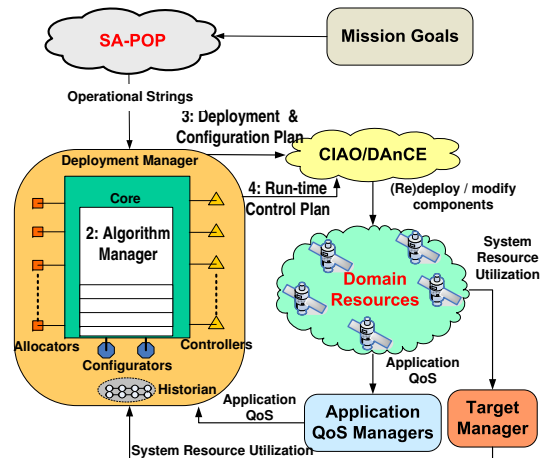 SA-POP
Mission Goals
Operational Strings
3: Deployment &
Configuration Plan
Deployment Manager
CIAO/DAnCE
Core
4: Run-time
Control Plan
(Re)deploy / modify
components
2: Algorithm
Manager
System
Resource
Utilization
Domain
Resources
Allocators
Controllers
Configurators
Application
QoS
Historian
Application
QoS
Application
QoS Managers
Target
Manager
System Resource Utilization